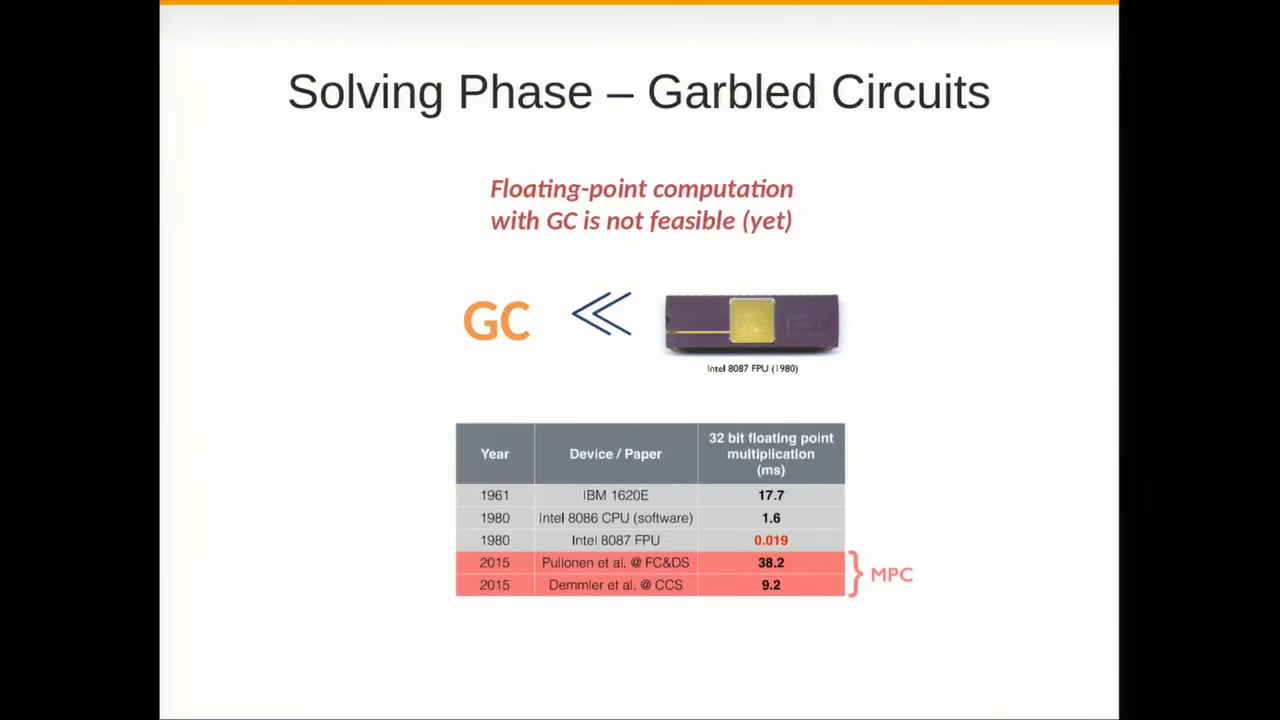 Solving Phase – Garbled Circuits
Floating-point computation
with GC is not feasible (yet)
GC
Intel 8087 FPU (1980)
Year Device / Paper 32 bit floating point multiplication (ms)
1961 IBM 1620E 17.7
1980 Intel 8086 CPU (software) 1.6
1980 Intel 8087 FPU 0.019
2015 Pullonen et al. @ FC&DS 38.2
2015 Demmler et al. @ CCS 9.2
MPC